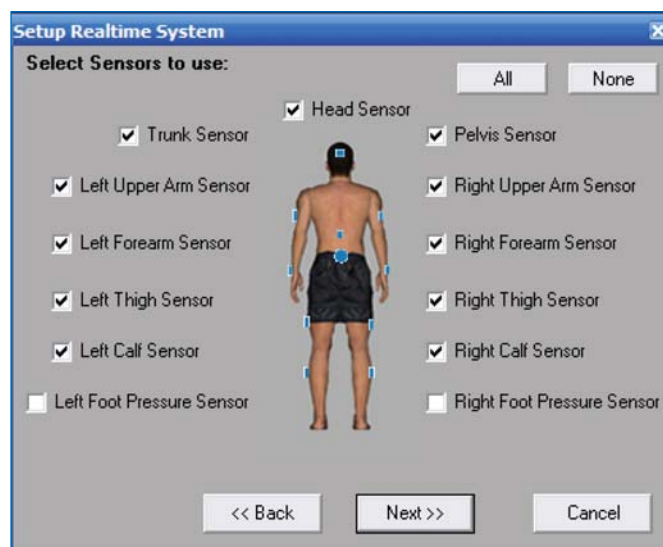 Setup Realtime System
Select Sensors to use:
All
None
Head Sensor
Trunk Sensor
Pelvis Sensor
Left Upper Arm Sensor
Right Upper Arm Sensor
Left Forearm Sensor
Right Forearm Sensor
Left Thigh Sensor
Right Thigh Sensor
Left Calf Sensor
Right Calf Sensor
Left Foot Pressure Sensor
Right Foot Pressure Sensor
<< Back
Next >>
Cancel